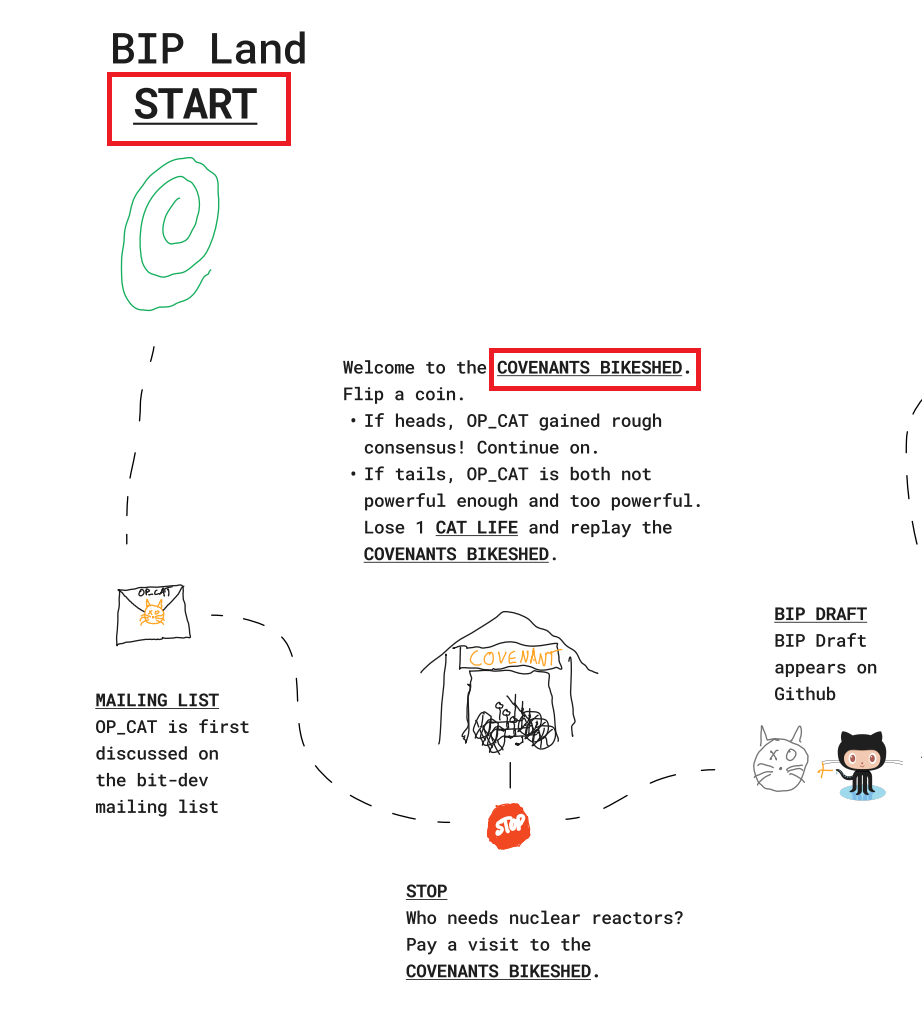 BIP Land
START
Welcome to the COVENANTS BIKESHED.
Flip a coin.
• If heads, OP_CAT gained rough
consensus! Continue on.
• If tails, OP_CAT is both not
powerful enough and too powerful.
Lose 1 CAT LIFE and replay the
COVENANTS BIKESHED.
OP_CAT
MAILING LIST
OP_CAT is first
discussed on
the bit-dev
mailing list
COVENANT
STOP
STOP
Who needs nuclear reactors?
Pay a visit to the
COVENANTS BIKESHED.
BIP DRAFT
BIP Draft
appears on
Github